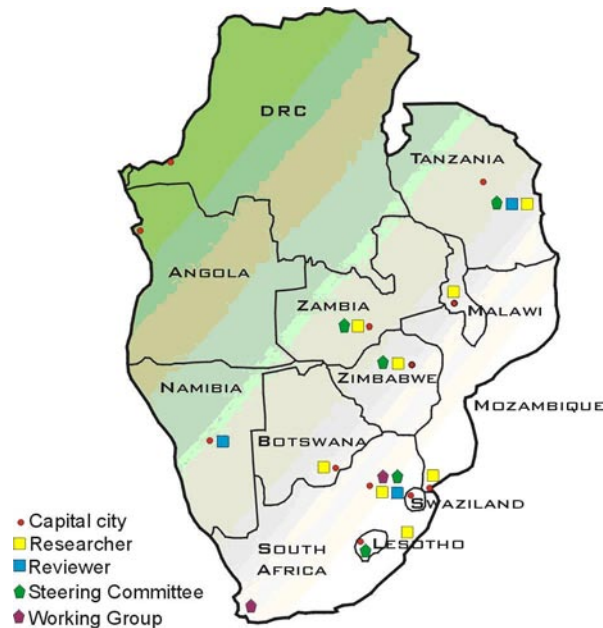 DRC
TANZANIA
ANGOLA
ZAMBIA
MALAWI
NAMIBIA
ZIMBABWE
MOZAMBIQUE
BOTSWANA
SWAZILAND
SOUTH
AFRICA
LESOTHO
Capital city
Researcher
Reviewer
Steering Committee
Working Group